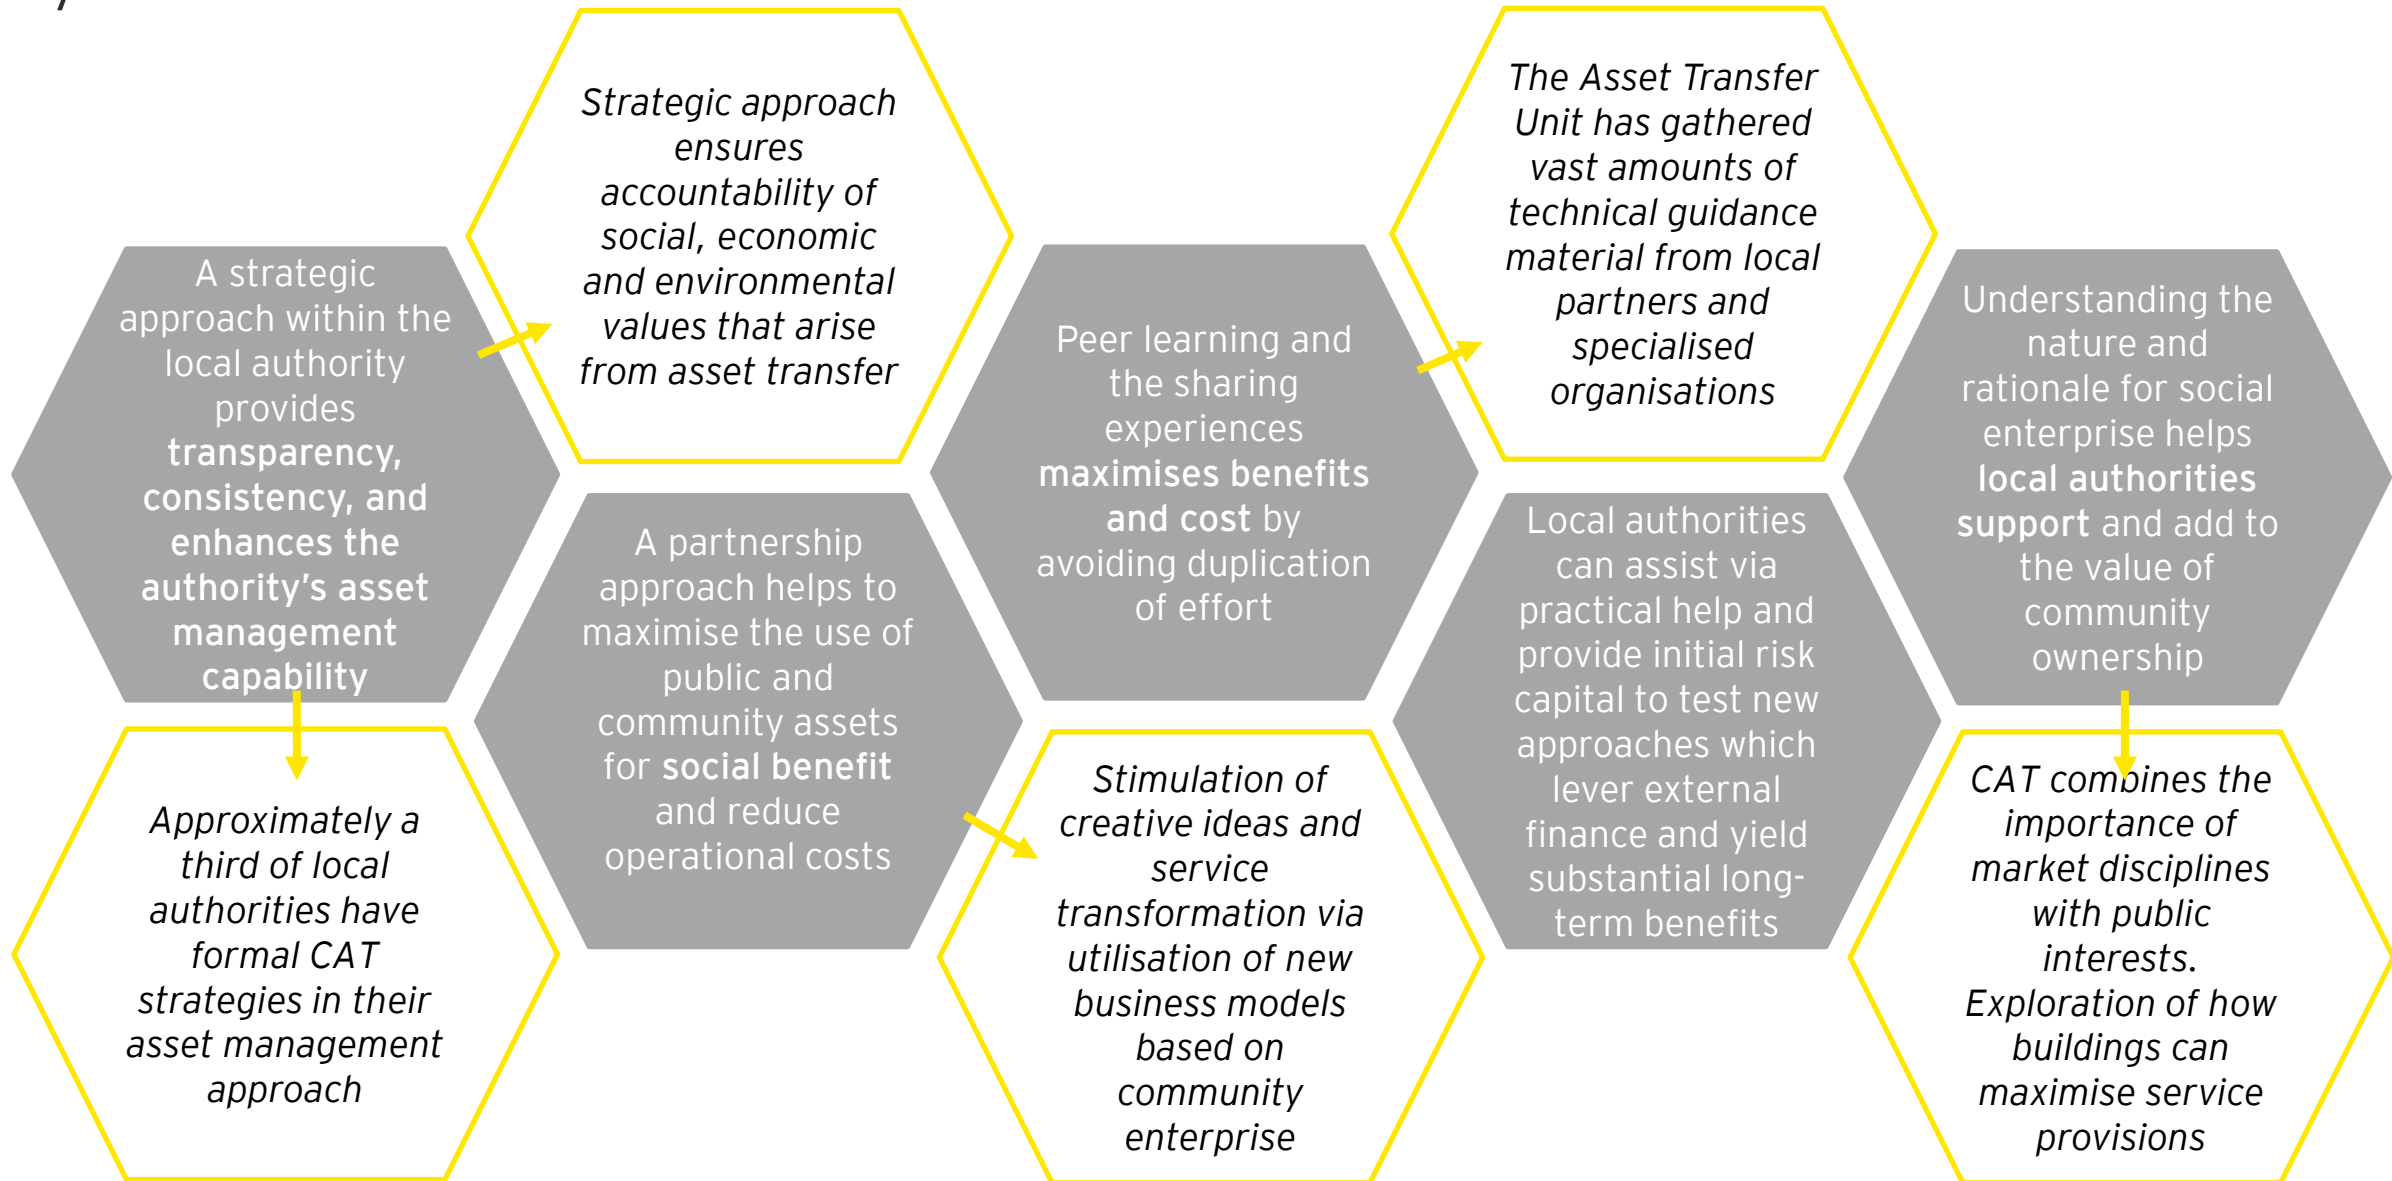 A strategic
approach within the
local authority
provides
transparency,
consistency, and
enhances the
authority's asset
management
capability
Strategic approach
ensures
accountability of
social, economic
and environmental
values that arise
from asset transfer
Approximately a
third of local
authorities have
formal CAT
strategies in their
asset management
approach
A partnership
approach helps to
maximise the use of
public and
community assets
for social benefit
and reduce
operational costs
Stimulation of
creative ideas and
service
transformation via
utilisation of new
business models
based on
community
enterprise
Peer learning and
the sharing
experiences
maximises benefits
and cost by
avoiding duplication
of effort
The Asset Transfer
Unit has gathered
vast amounts of
technical guidance
material from local
partners and
specialised
organisations
Local authorities
can assist via
practical help and
provide initial risk
capital to test new
approaches which
lever external
finance and yield
substantial long-
term benefits
Understanding the
nature and
rationale for social
enterprise helps
local authorities
support and add to
the value of
community
ownership
CAT combines the
importance of
market disciplines
with public
interests.
Exploration of how
buildings can
maximise service
provisions